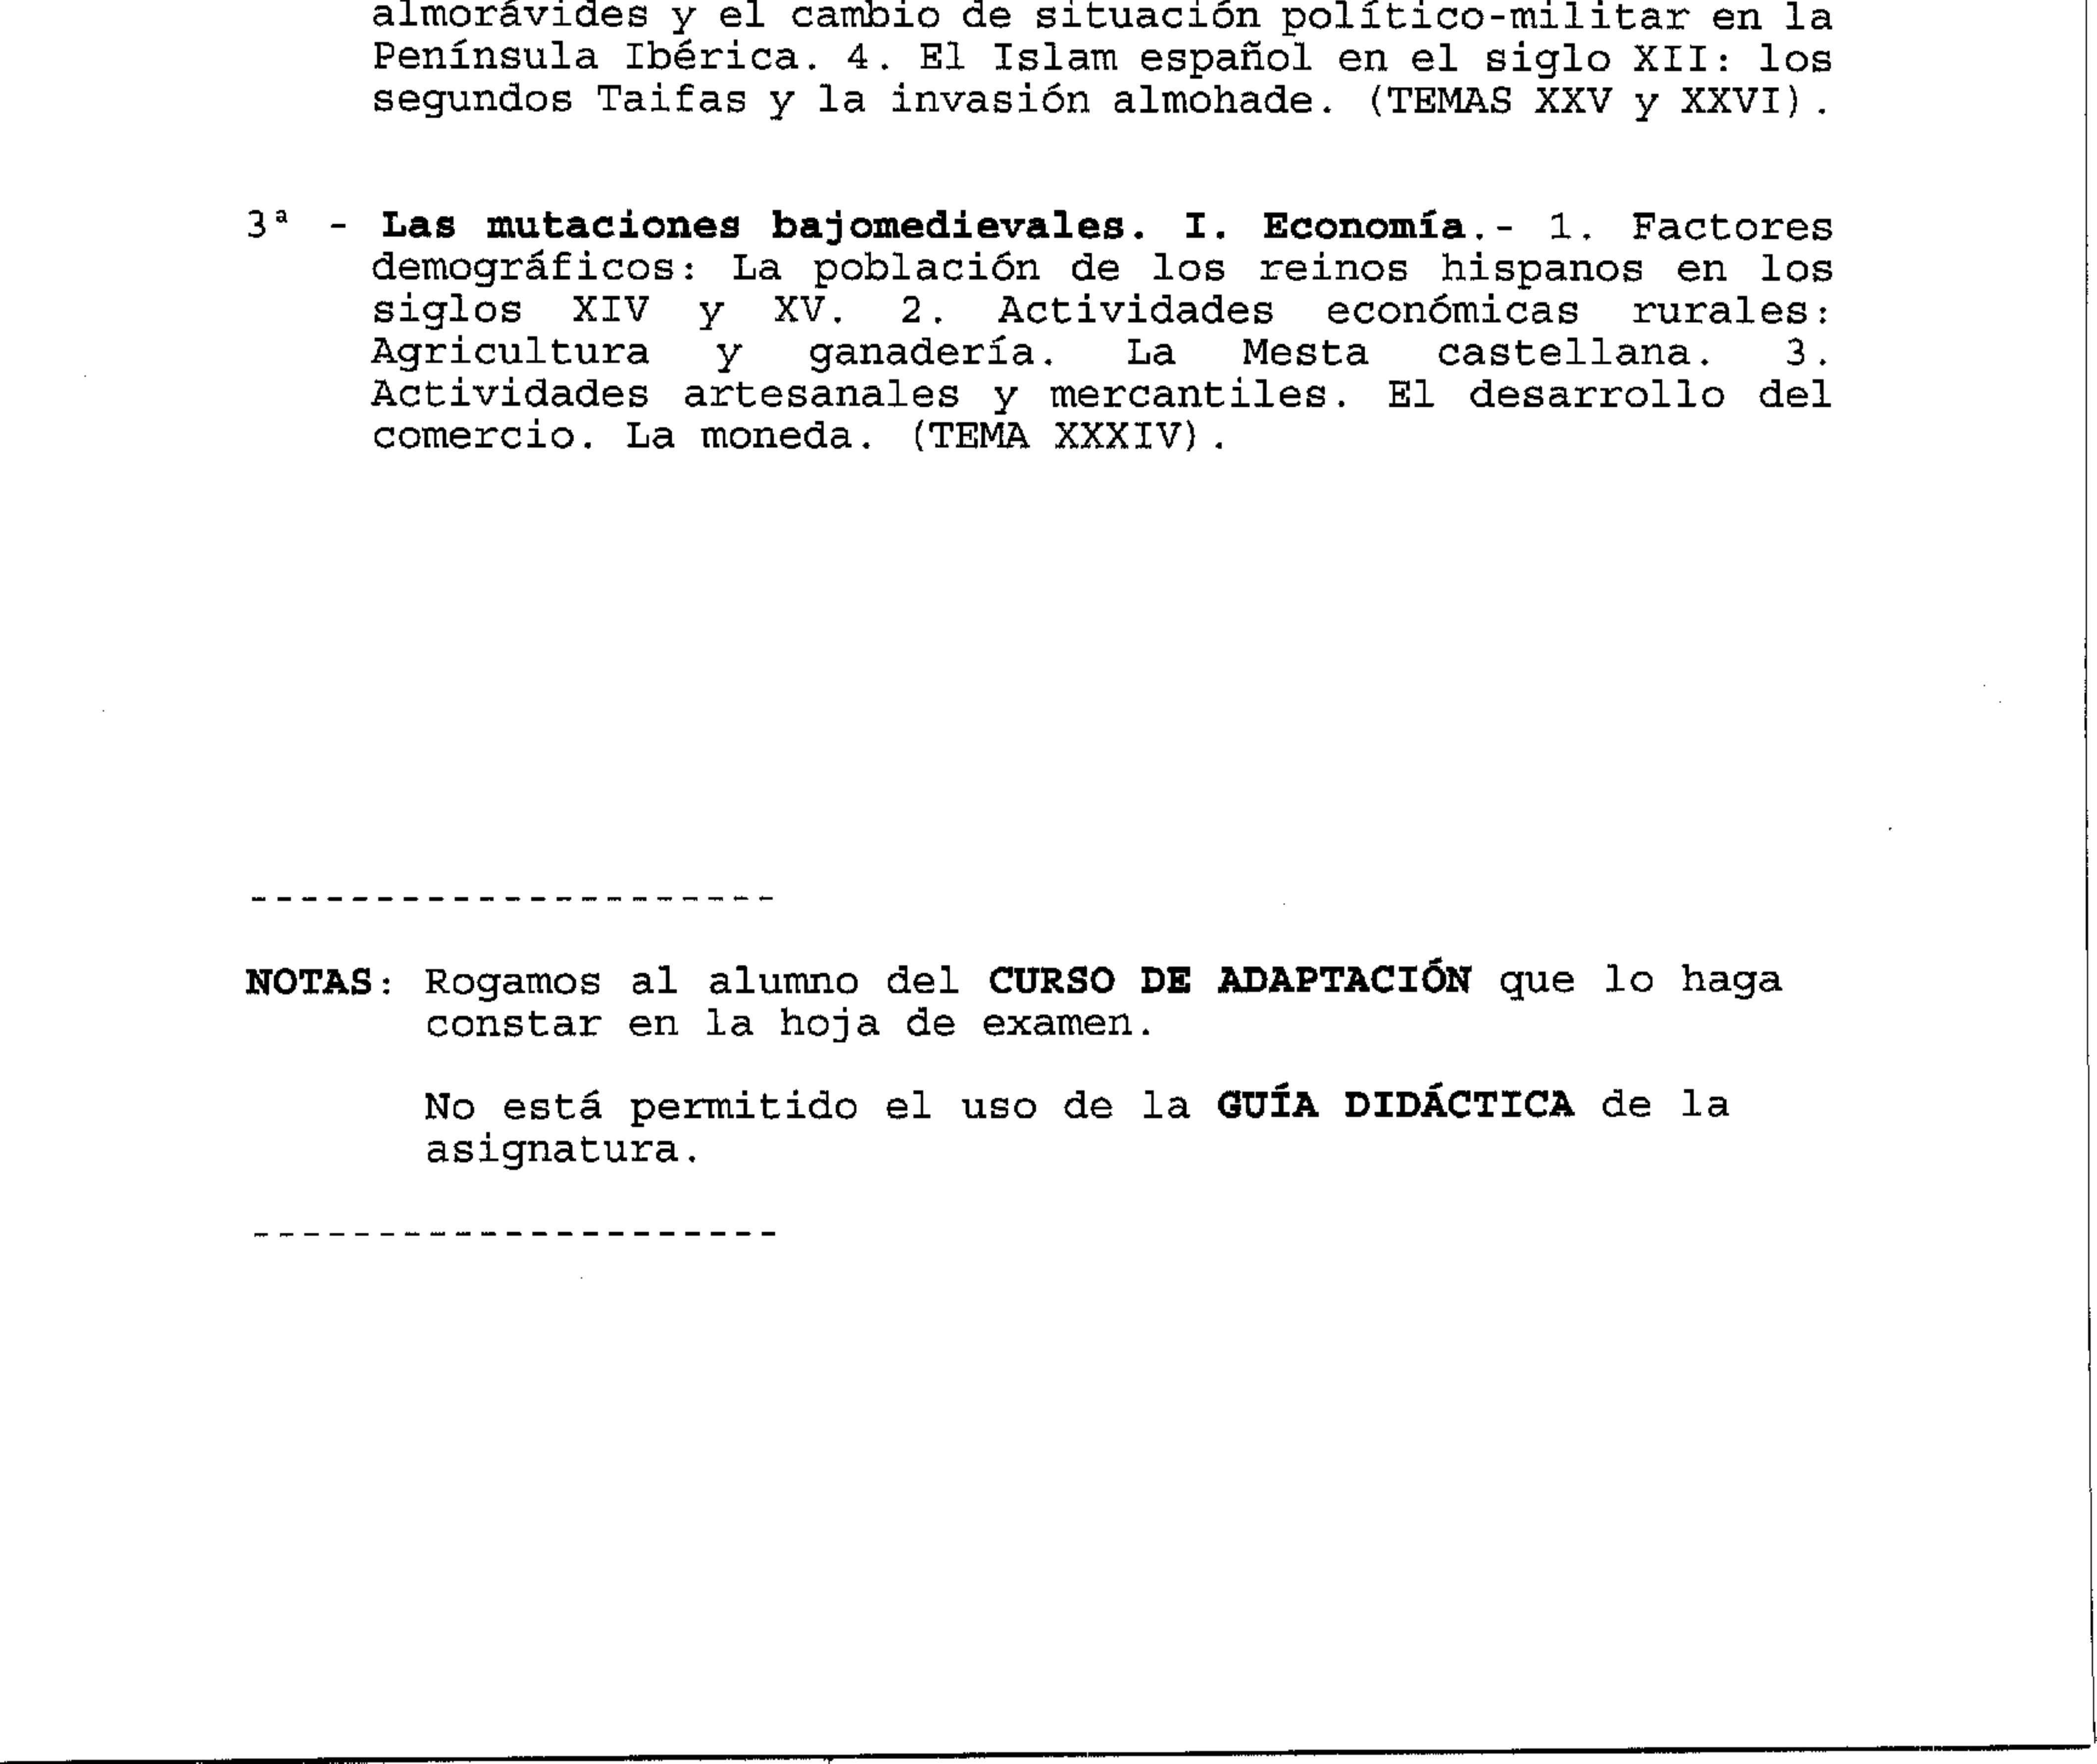 almorávides y el cambio de situación político-militar en la
Península Ibérica. 4. El Islam español en el siglo XII: los
segundos Taifas y la invasión almohade. (TEMAS XXV y XXVI).
3ª - Las mutaciones bajomedievales. I. Economía.- 1. Factores
demográficos: La población de los reinos hispanos en los
siglos XIV y XV. 2. Actividades económicas rurales:
Agricultura y ganadería. La Mesta castellana. 3.
Actividades artesanales y mercantiles. El desarrollo del
comercio. La moneda. (TEMA XXXIV).
---------------------
NOTAS: Rogamos al alumno del CURSO DE ADAPTACIÓN que lo haga
constar en la hoja de examen.
No está permitido el uso de la GUÍA DIDÁCTICA de la
asignatura.
---------------------